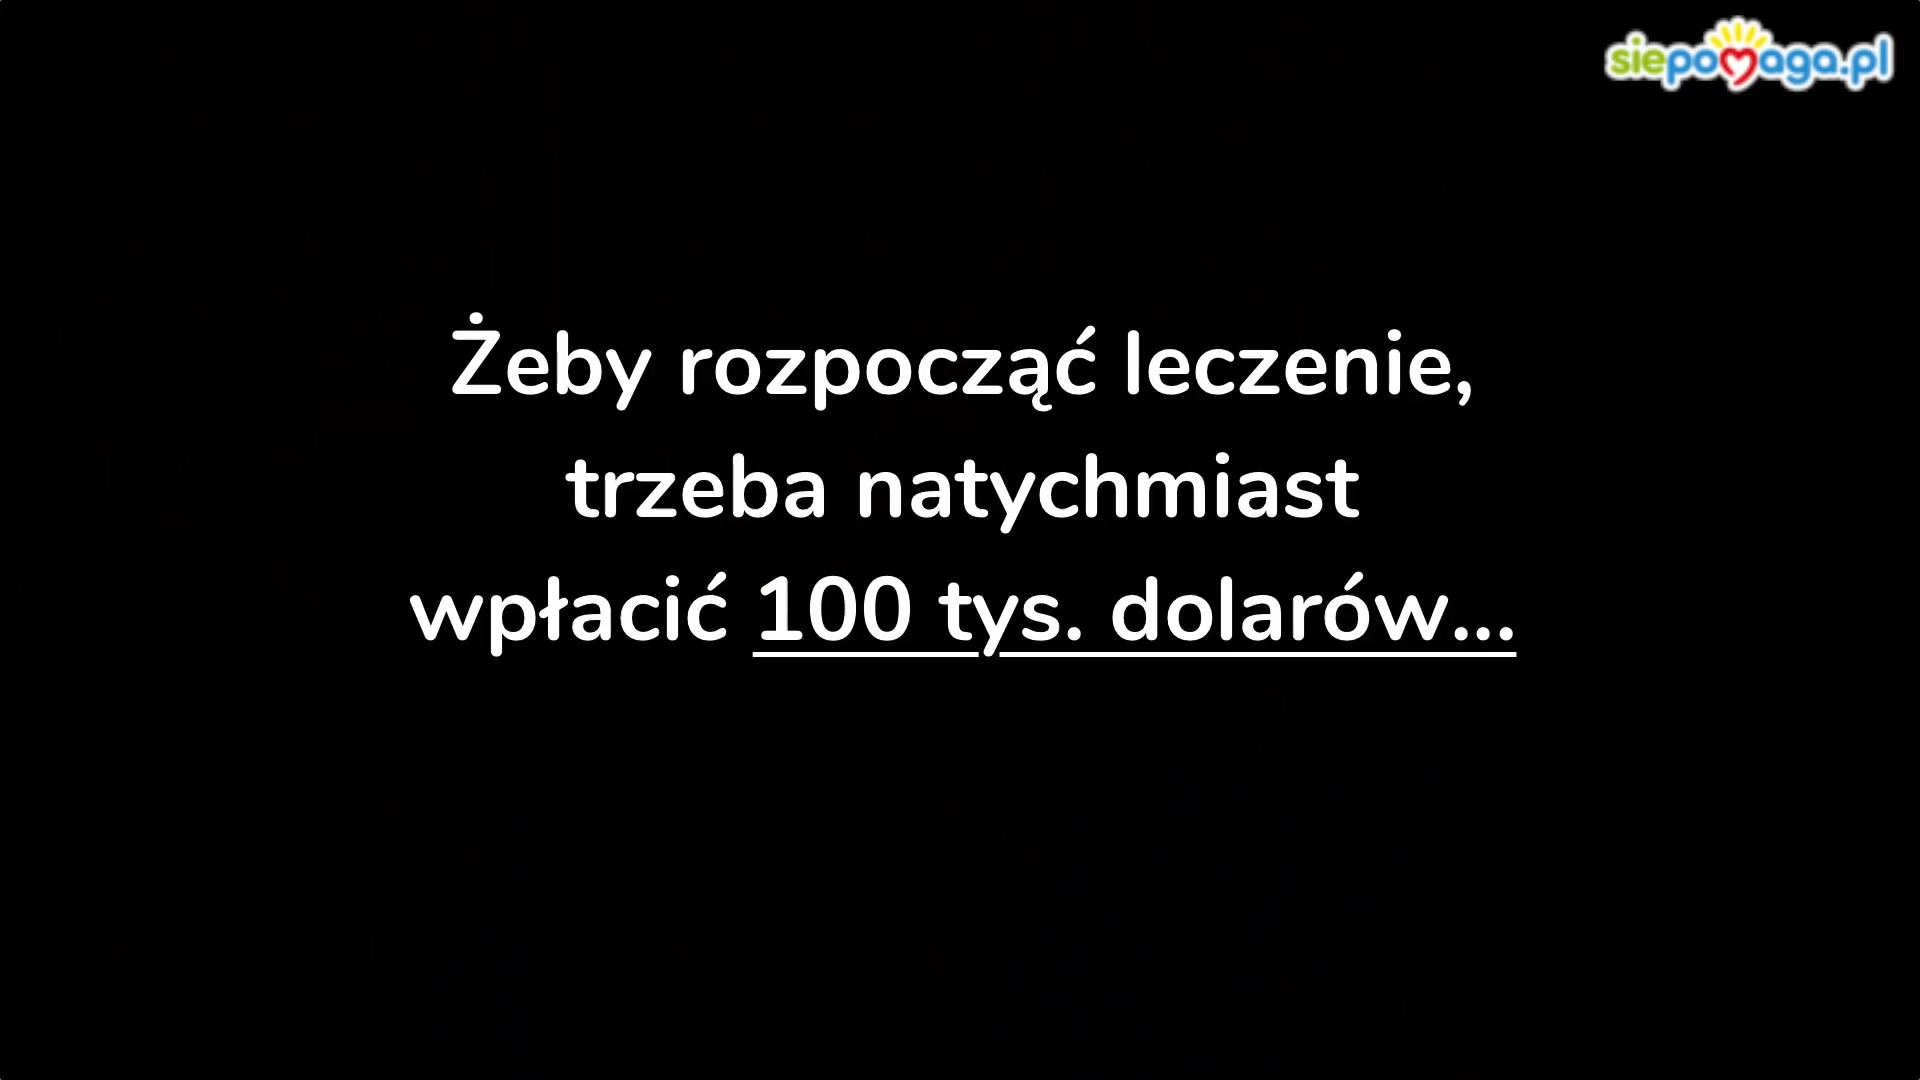 siepomaga.pl
Żeby rozpocząć leczenie,
trzeba natychmiast
wpłacić 100 tys. dolarów...